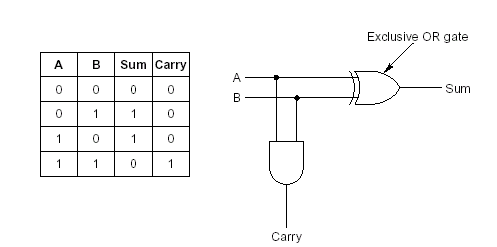 A B Sum Carry
0 0 0 0
0 1 1 0
1 0 1 0
1 1 0 1
Exclusive OR gate
A
B
Sum
Carry